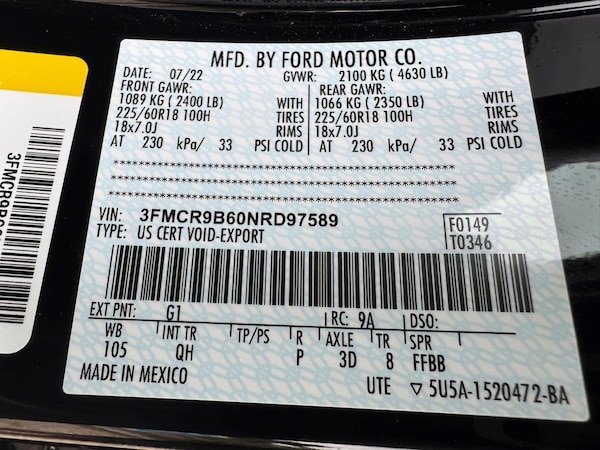 MFD. BY FORD MOTOR CO.
DATE: 07/22 GVWR: 2100 KG ( 4630 LB)
FRONT GAWR: REAR GAWR:
1089 KG ( 2400 LB) WITH 1066 KG ( 2350 LB) WITH
225/60R18 100H TIRES 225/60R18 100H TIRES
18x7.0J RIMS 18x7.0J RIMS
AT 230 kPa/ 33 PSI COLD AT 230 kPa/ 33 PSI COLD
VIN: 3FMCR9B60NRD97589 F0149
TYPE: US CERT VOID-EXPORT T0346
EXT PNT: G1 RC: 9A DSO:
WB INT TR TP/PS R AXLE TR SPR
105 QH P 3D 8 FFBB
MADE IN MEXICO UTE ▽ 5U5A-1520472-BA